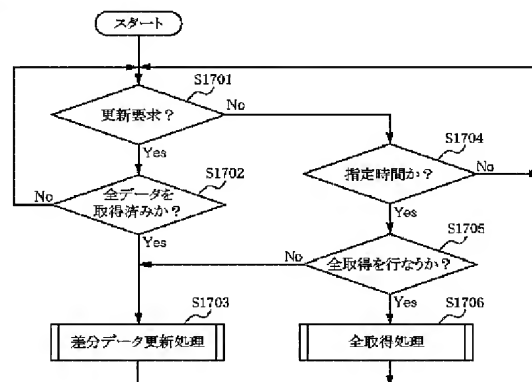 スタート
S1701
更新要求？
No
Yes
S1704
指定時間か？
No
Yes
S1702
全データを
取得済みか？
No
Yes
S1705
全取得を行なうか？
No
Yes
S1703
差分データ更新処理
S1706
全取得処理